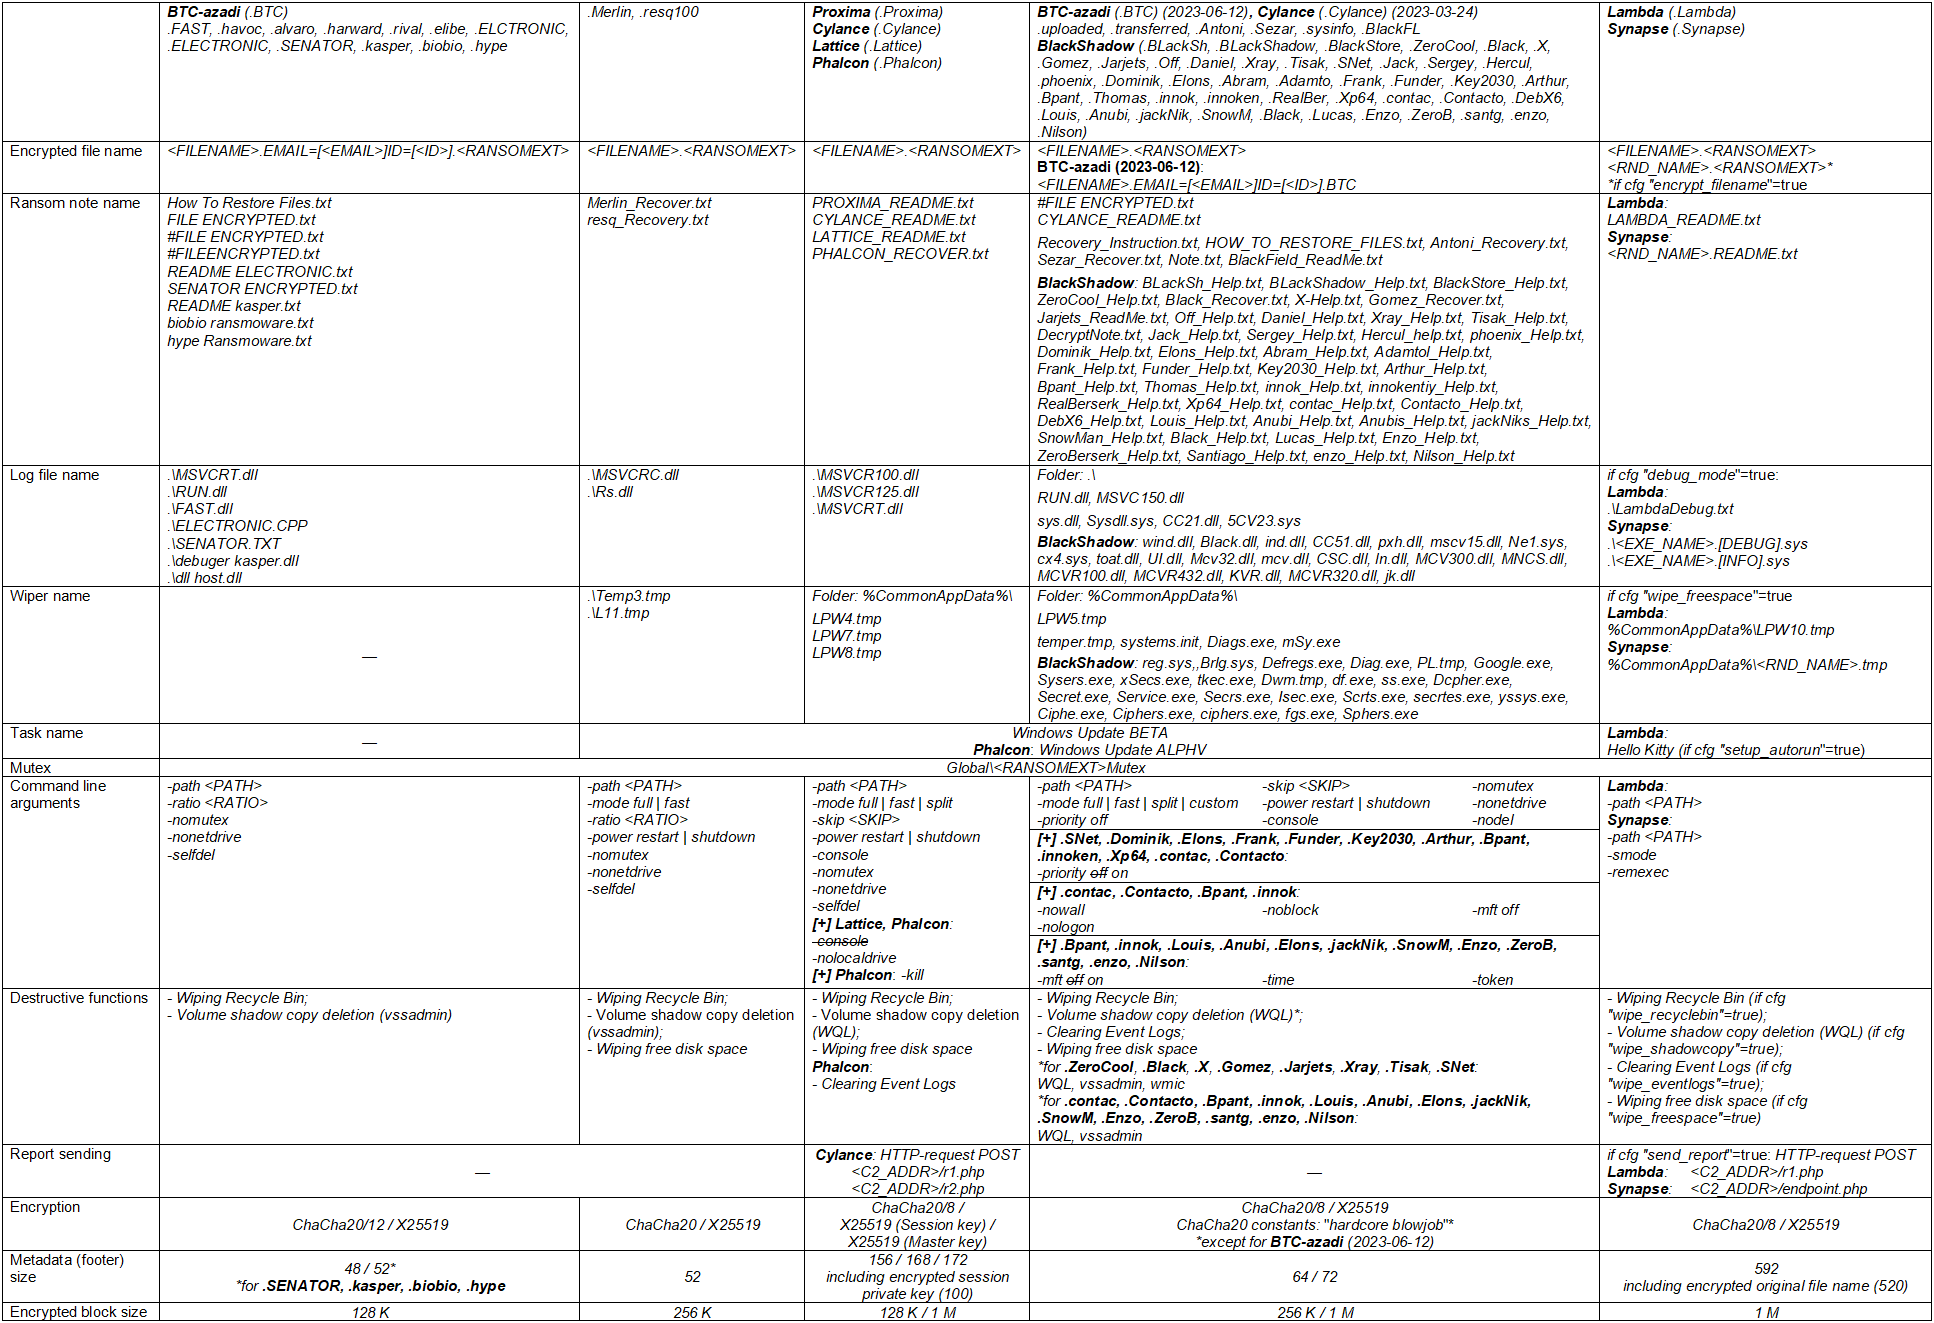 BTC-azadi (.BTC)
.FAST, .havoc, .alvaro, .harward, .rival, .elibe, .ELCTRONIC,
.ELECTRONIC, .SENATOR, .kasper, .biobio, .hype
.Merlin, .resq100
Proxima (.Proxima)
Cylance (.Cylance)
Lattice (.Lattice)
Phalcon (.Phalcon)
BTC-azadi (.BTC) (2023-06-12), Cylance (.Cylance) (2023-03-24)
.uploaded, .transferred, .Antoni, .Sezar, .sysinfo, .BlackFL
BlackShadow (.BLackSh, .BLackShadow, .BlackStore, .ZeroCool, .Black, .X,
.Gomez, .Jarjets, .Off, .Daniel, .Xray, .Tisak, .SNet, .Jack, .Sergey, .Hercul,
.phoenix, .Dominik, .Elons, .Abram, .Adamto, .Frank, .Funder, .Key2030, .Arthur,
.Bpant, .Thomas, .innok, .innoken, .RealBer, .Xp64, .contac, .Contacto, .DebX6,
.Louis, .Anubi, .jackNik, .SnowM, .Black, .Lucas, .Enzo, .ZeroB, .santg, .enzo,
.Nilson)
Lambda (.Lambda)
Synapse (.Synapse)
Encrypted file name
<FILENAME>.EMAIL=[<EMAIL>]ID=[<ID>].<RANSOMEXT>
<FILENAME>.<RANSOMEXT>
<FILENAME>.<RANSOMEXT>
<FILENAME>.<RANSOMEXT>
BTC-azadi (2023-06-12):
<FILENAME>.EMAIL=[<EMAIL>]ID=[<ID>].BTC
<FILENAME>.<RANSOMEXT>
<RND_NAME>.<RANSOMEXT>*
*if cfg "encrypt_filename"=true
Ransom note name
How To Restore Files.txt
FILE ENCRYPTED.txt
#FILE ENCRYPTED.txt
#FILEENCRYPTED.txt
README ELECTRONIC.txt
SENATOR ENCRYPTED.txt
README kasper.txt
biobio ransmoware.txt
hype Ransmoware.txt
Merlin_Recover.txt
resq_Recovery.txt
PROXIMA_README.txt
CYLANCE_README.txt
LATTICE_README.txt
PHALCON_RECOVER.txt
#FILE ENCRYPTED.txt
CYLANCE_README.txt
Recovery_Instruction.txt, HOW_TO_RESTORE_FILES.txt, Antoni_Recovery.txt,
Sezar_Recover.txt, Note.txt, BlackField_ReadMe.txt
BlackShadow: BLackSh_Help.txt, BLackShadow_Help.txt, BlackStore_Help.txt,
ZeroCool_Help.txt, Black_Recover.txt, X-Help.txt, Gomez_Recover.txt,
Jarjets_ReadMe.txt, Off_Help.txt, Daniel_Help.txt, Xray_Help.txt, Tisak_Help.txt,
DecryptNote.txt, Jack_Help.txt, Sergey_Help.txt, Hercul_help.txt, phoenix_Help.txt,
Dominik_Help.txt, Elons_Help.txt, Abram_Help.txt, Adamtol_Help.txt,
Frank_Help.txt, Funder_Help.txt, Key2030_Help.txt, Arthur_Help.txt,
Bpant_Help.txt, Thomas_Help.txt, innok_Help.txt, innokentiy_Help.txt,
RealBerserk_Help.txt, Xp64_Help.txt, contac_Help.txt, Contacto_Help.txt,
DebX6_Help.txt, Louis_Help.txt, Anubi_Help.txt, Anubis_Help.txt, jackNiks_Help.txt,
SnowMan_Help.txt, Black_Help.txt, Lucas_Help.txt, Enzo_Help.txt,
ZeroBerserk_Help.txt, Santiago_Help.txt, enzo_Help.txt, Nilson_Help.txt
Lambda:
LAMBDA_README.txt
Synapse:
<RND_NAME>.README.txt
Log file name
.\MSVCRT.dll
.\RUN.dll
.\FAST.dll
.\ELECTRONIC.CPP
.\SENATOR.TXT
.\debuger kasper.dll
.\dll host.dll
.\MSVCRC.dll
.\Rs.dll
.\MSVCR100.dll
.\MSVCR125.dll
.\MSVCRT.dll
Folder: .\
RUN.dll, MSVC150.dll
sys.dll, Sysdll.sys, CC21.dll, 5CV23.sys
BlackShadow: wind.dll, Black.dll, ind.dll, CC51.dll, pxh.dll, mscv15.dll, Ne1.sys,
cx4.sys, toat.dll, UI.dll, Mcv32.dll, mcv.dll, CSC.dll, In.dll, MCV300.dll, MNCS.dll,
MCVR100.dll, MCVR432.dll, KVR.dll, MCVR320.dll, jk.dll
if cfg "debug_mode"=true:
Lambda:
.\LambdaDebug.txt
Synapse:
.\<EXE_NAME>.[DEBUG].sys
.\<EXE_NAME>.[INFO].sys
Wiper name
—
.\Temp3.tmp
.\L11.tmp
Folder: %CommonAppData%\
LPW4.tmp
LPW7.tmp
LPW8.tmp
Folder: %CommonAppData%\
LPW5.tmp
temper.tmp, systems.init, Diags.exe, mSy.exe
BlackShadow: reg.sys,,Brlg.sys, Defregs.exe, Diag.exe, PL.tmp, Google.exe,
Sysers.exe, xSecs.exe, tkec.exe, Dwm.tmp, df.exe, ss.exe, Dcpher.exe,
Secret.exe, Service.exe, Secrs.exe, Isec.exe, Scrts.exe, secrtes.exe, yssys.exe,
Ciphe.exe, Ciphers.exe, ciphers.exe, fgs.exe, Sphers.exe
if cfg "wipe_freespace"=true
Lambda:
%CommonAppData%\LPW10.tmp
Synapse:
%CommonAppData%\<RND_NAME>.tmp
Task name
—
Windows Update BETA
Phalcon: Windows Update ALPHV
Lambda:
Hello Kitty (if cfg "setup_autorun"=true)
Mutex
Global\<RANSOMEXT>Mutex
Command line
arguments
-path <PATH>
-ratio <RATIO>
-nomutex
-nonetdrive
-selfdel
-path <PATH>
-mode full | fast
-ratio <RATIO>
-power restart | shutdown
-nomutex
-nonetdrive
-selfdel
-path <PATH>
-mode full | fast | split
-skip <SKIP>
-power restart | shutdown
-console
-nomutex
-nonetdrive
-selfdel
[+] Lattice, Phalcon:
-console
-nolocaldrive
[+] Phalcon: -kill
-path <PATH> -skip <SKIP> -nomutex
-mode full | fast | split | custom -power restart | shutdown -nonetdrive
-priority off -console -nodel
[+] .SNet, .Dominik, .Elons, .Frank, .Funder, .Key2030, .Arthur, .Bpant,
.innoken, .Xp64, .contac, .Contacto:
-priority off on
[+] .contac, .Contacto, .Bpant, .innok:
-nowall -noblock -mft off
-nologon
[+] .Bpant, .innok, .Louis, .Anubi, .Elons, .jackNik, .SnowM, .Enzo, .ZeroB,
.santg, .enzo, .Nilson:
-mft off on -time -token
Lambda:
-path <PATH>
Synapse:
-path <PATH>
-smode
-remexec
Destructive functions
- Wiping Recycle Bin;
- Volume shadow copy deletion (vssadmin)
- Wiping Recycle Bin;
- Volume shadow copy deletion
(vssadmin);
- Wiping free disk space
- Wiping Recycle Bin;
- Volume shadow copy deletion
(WQL);
- Wiping free disk space
Phalcon:
- Clearing Event Logs
- Wiping Recycle Bin;
- Volume shadow copy deletion (WQL)*;
- Clearing Event Logs;
- Wiping free disk space
*for .ZeroCool, .Black, .X, .Gomez, .Jarjets, .Xray, .Tisak, .SNet:
WQL, vssadmin, wmic
*for .contac, .Contacto, .Bpant, .innok, .Louis, .Anubi, .Elons, .jackNik,
.SnowM, .Enzo, .ZeroB, .santg, .enzo, .Nilson:
WQL, vssadmin
- Wiping Recycle Bin (if cfg
"wipe_recyclebin"=true);
- Volume shadow copy deletion (WQL) (if cfg
"wipe_shadowcopy"=true);
- Clearing Event Logs (if cfg
"wipe_eventlogs"=true);
- Wiping free disk space (if cfg
"wipe_freespace"=true)
Report sending
—
Cylance: HTTP-request POST
<C2_ADDR>/r1.php
<C2_ADDR>/r2.php
—
if cfg "send_report"=true: HTTP-request POST
Lambda: <C2_ADDR>/r1.php
Synapse: <C2_ADDR>/endpoint.php
Encryption
ChaCha20/12 / X25519
ChaCha20 / X25519
ChaCha20/8 /
X25519 (Session key) /
X25519 (Master key)
ChaCha20/8 / X25519
ChaCha20 constants: "hardcore blowjob"*
*except for BTC-azadi (2023-06-12)
ChaCha20/8 / X25519
Metadata (footer)
size
48 / 52*
*for .SENATOR, .kasper, .biobio, .hype
52
156 / 168 / 172
including encrypted session
private key (100)
64 / 72
592
including encrypted original file name (520)
Encrypted block size
128 K
256 K
128 K / 1 M
256 K / 1 M
1 M